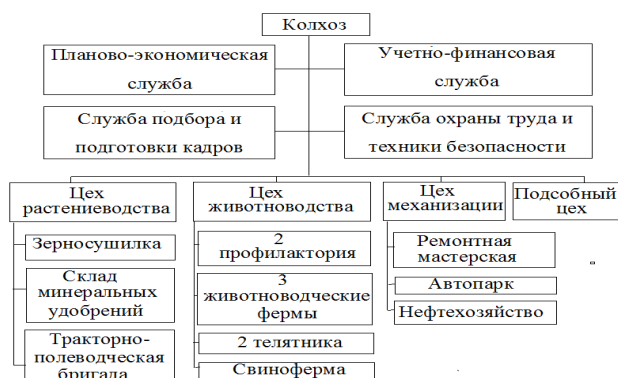 Колхоз
Планово-экономическая
служба
Учетно-финансовая
служба
Служба подбора и
подготовки кадров
Служба охраны труда и
техники безопасности
Цех
растениеводства
Цех
животноводства
Цех
механизации
Подсобный
цех
Зерносушилка
Склад
минеральных
удобрений
Тракторно-
полеводческая
бригада
2
профилактория
3
животноводческие
фермы
2 телятника
Свиноферма
Ремонтная
мастерская
Автопарк
Нефтехозяйство